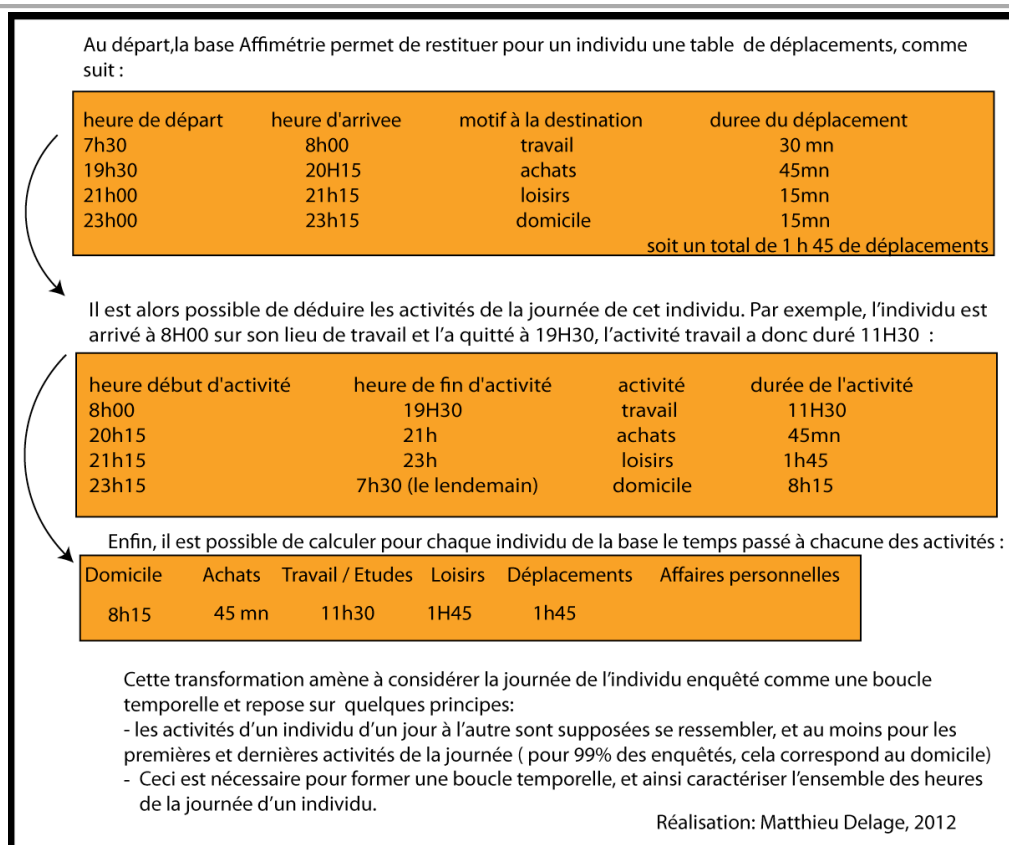 Au départ,la base Affimétrie permet de restituer pour un individu une table de déplacements, comme
suit :
heure de départ heure d'arrivee motif à la destination duree du déplacement
7h30 8h00 travail 30 mn
19h30 20H15 achats 45mn
21h00 21h15 loisirs 15mn
23h00 23h15 domicile 15mn
soit un total de 1 h 45 de déplacements
Il est alors possible de déduire les activités de la journée de cet individu. Par exemple, l'individu est
arrivé à 8H00 sur son lieu de travail et l'a quitté à 19H30, l'activité travail a donc duré 11H30 :
heure début d'activité heure de fin d'activité activité durée de l'activité
8h00 19H30 travail 11H30
20h15 21h achats 45mn
21h15 23h loisirs 1h45
23h15 7h30 (le lendemain) domicile 8h15
Enfin, il est possible de calculer pour chaque individu de la base le temps passé à chacune des activités :
Domicile Achats Travail / Etudes Loisirs Déplacements Affaires personnelles
8h15 45 mn 11h30 1H45 1h45
Cette transformation amène à considérer la journée de l'individu enquêté comme une boucle
temporelle et repose sur quelques principes:
- les activités d'un individu d'un jour à l'autre sont supposées se ressembler, et au moins pour les
premières et dernières activités de la journée ( pour 99% des enquêtés, cela correspond au domicile)
- Ceci est nécessaire pour former une boucle temporelle, et ainsi caractériser l'ensemble des heures
de la journée d'un individu.
Réalisation: Matthieu Delage, 2012